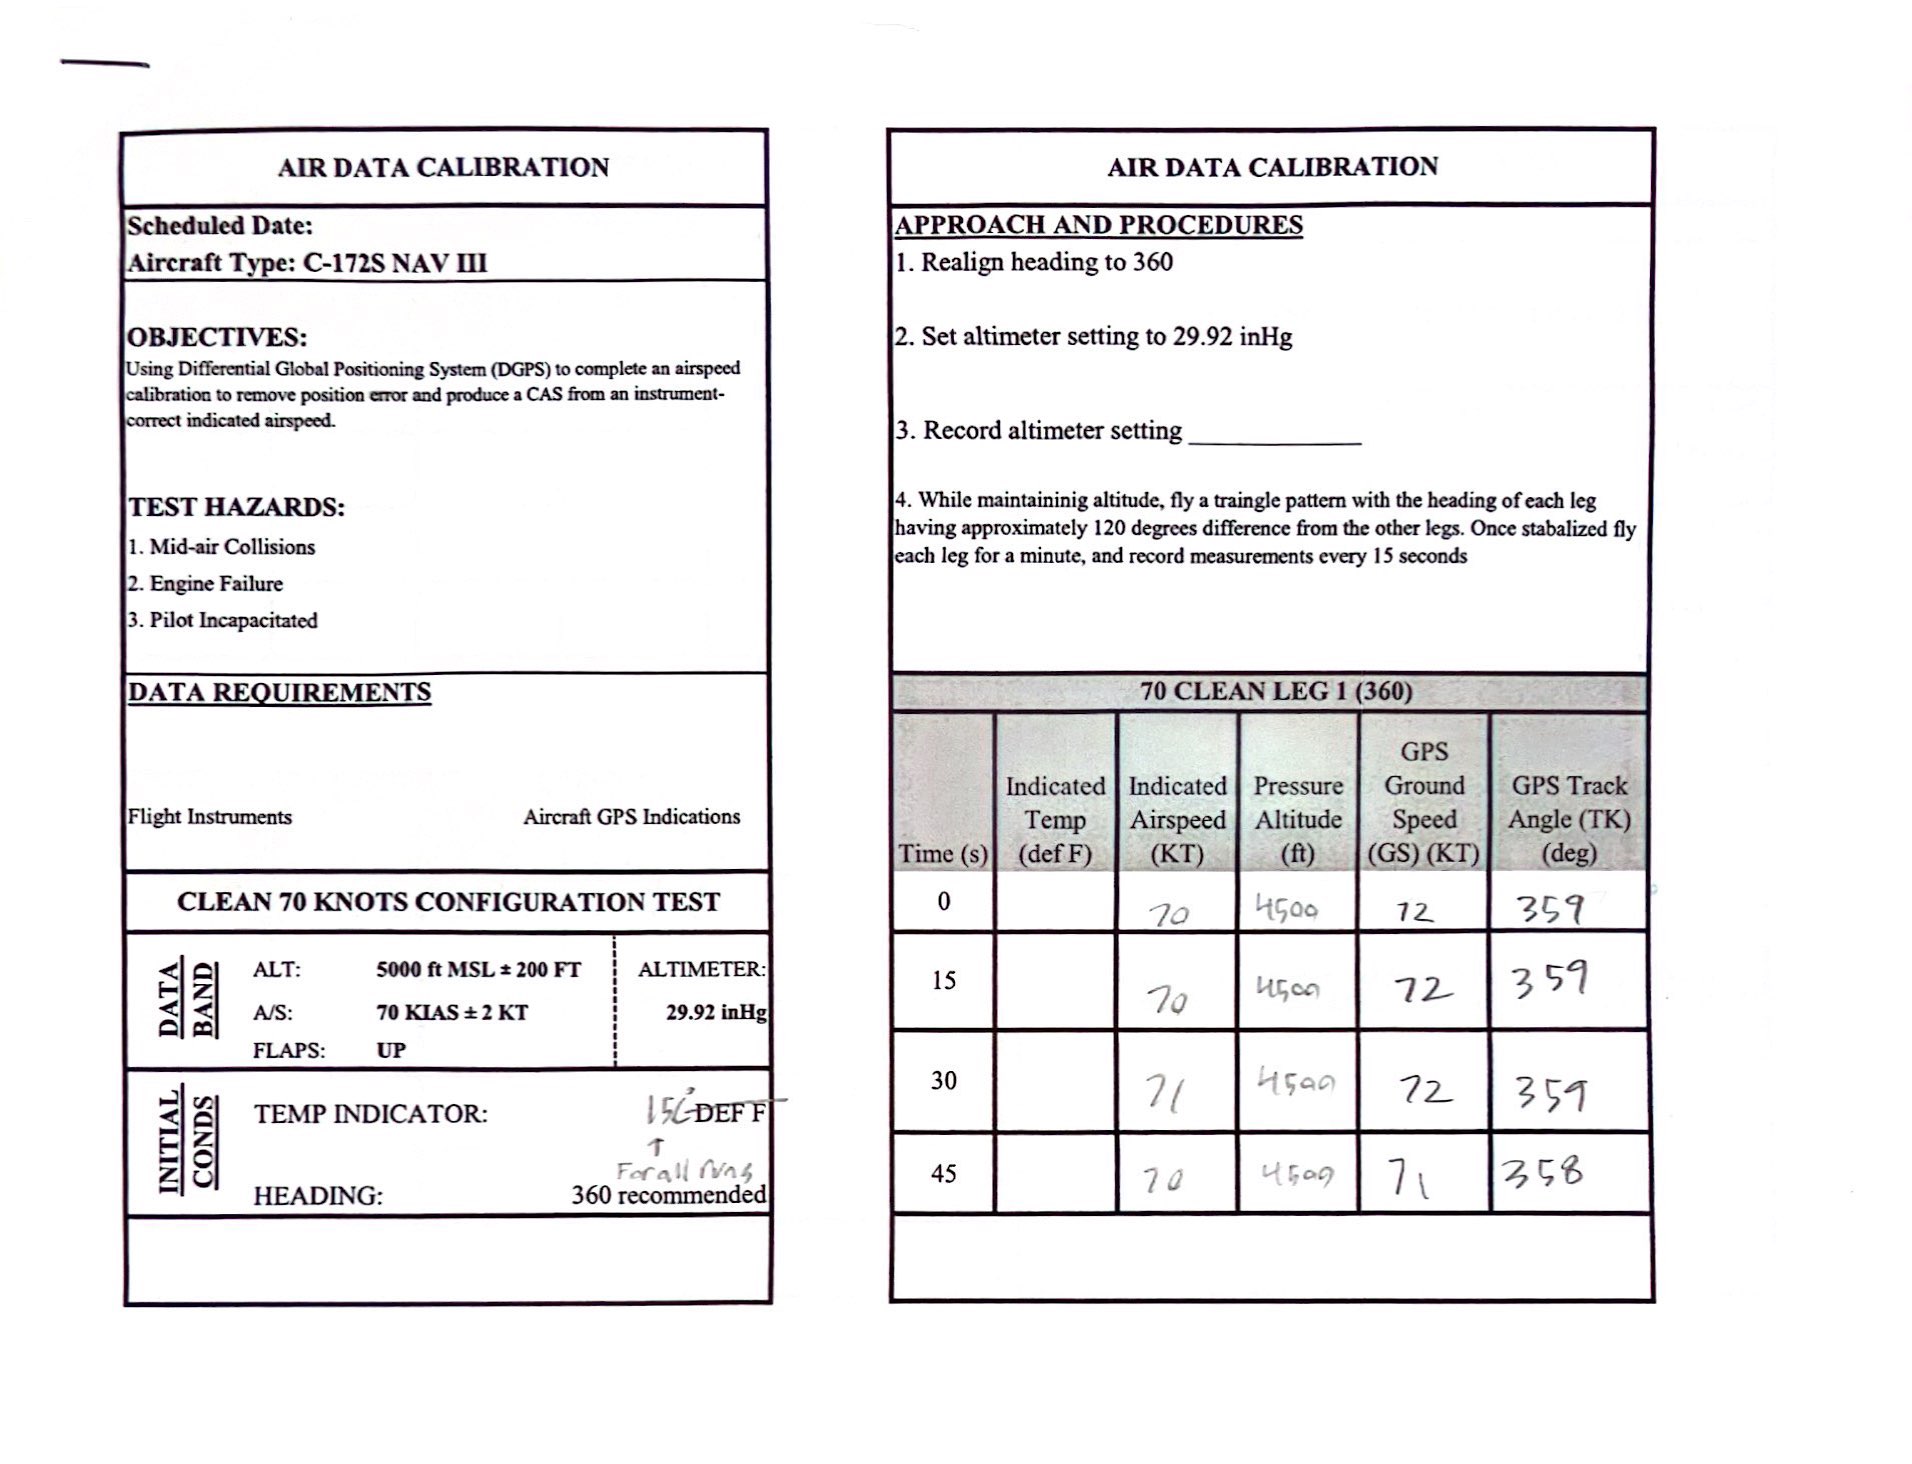 AIR DATA CALIBRATION
Scheduled Date:
Aircraft Type: C-172S NAV III
OBJECTIVES:
Using Differential Global Positioning System (DGPS) to complete an airspeed
calibration to remove position error and produce a CAS from an instrument-
correct indicated airspeed.
TEST HAZARDS:
1. Mid-air Collisions
2. Engine Failure
3. Pilot Incapacitated
DATA REQUIREMENTS
Flight Instruments Aircraft GPS Indications
CLEAN 70 KNOTS CONFIGURATION TEST
DATA BAND
ALT: 5000 ft MSL ± 200 FT ALTIMETER:
A/S: 70 KIAS ± 2 KT 29.92 inHg
FLAPS: UP
INITIAL CONDS
TEMP INDICATOR: 15°C DEF F
↑
For all runs
HEADING: 360 recommended
AIR DATA CALIBRATION
APPROACH AND PROCEDURES
1. Realign heading to 360
2. Set altimeter setting to 29.92 inHg
3. Record altimeter setting
4. While maintaininig altitude, fly a traingle pattern with the heading of each leg
having approximately 120 degrees difference from the other legs. Once stabalized fly
each leg for a minute, and record measurements every 15 seconds
70 CLEAN LEG 1 (360)
Time (s) Indicated Temp (def F) Indicated Airspeed (KT) Pressure Altitude (ft) GPS Ground Speed (GS) (KT) GPS Track Angle (TK) (deg)
0 70 4500 72 359
15 70 4500 72 359
30 71 4500 72 359
45 70 4500 71 358